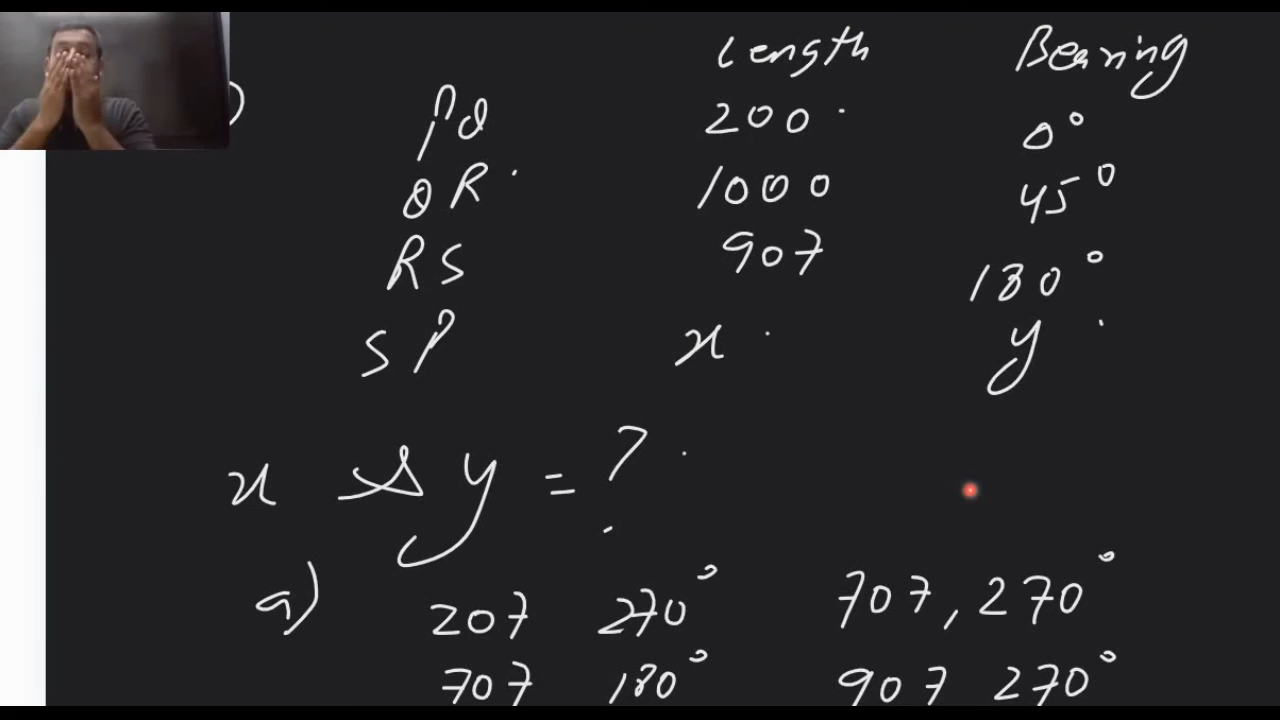 Length Bearing
PQ 200 0°
QR 1000 45°
RS 907 180°
SP x y
x & y = ?
a) 207 270° 707, 270°
707 180° 907 270°